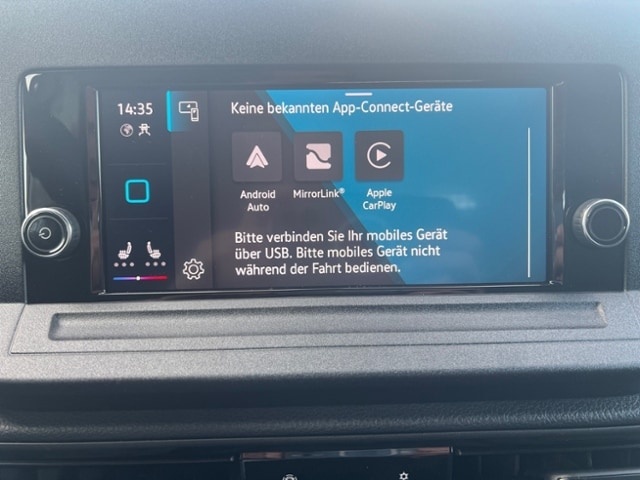 14:35
Keine bekannten App-Connect-Geräte
Android
Auto
MirrorLink®
Apple
CarPlay
Bitte verbinden Sie Ihr mobiles Gerät
über USB. Bitte mobiles Gerät nicht
während der Fahrt bedienen.